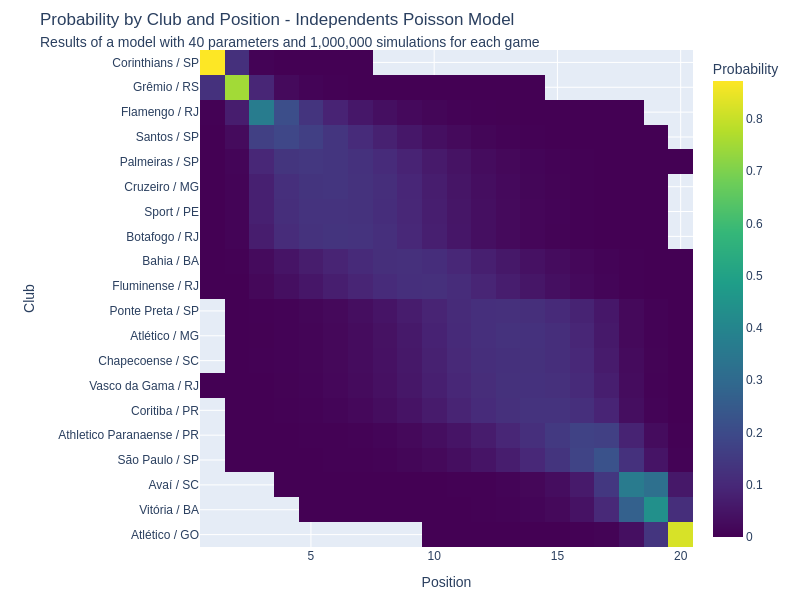 Probability by Club and Position - Independents Poisson Model
Results of a model with 40 parameters and 1,000,000 simulations for each game
Corinthians / SP
Grêmio / RS
Flamengo / RJ
Santos / SP
Palmeiras / SP
Cruzeiro / MG
Sport / PE
Botafogo / RJ
Bahia / BA
Fluminense / RJ
Ponte Preta / SP
Atlético / MG
Chapecoense / SC
Vasco da Gama / RJ
Coritiba / PR
Athletico Paranaense / PR
São Paulo / SP
Avaí / SC
Vitória / BA
Atlético / GO
Club
5
10
15
20
Position
Probability
0.8
0.7
0.6
0.5
0.4
0.3
0.2
0.1
0